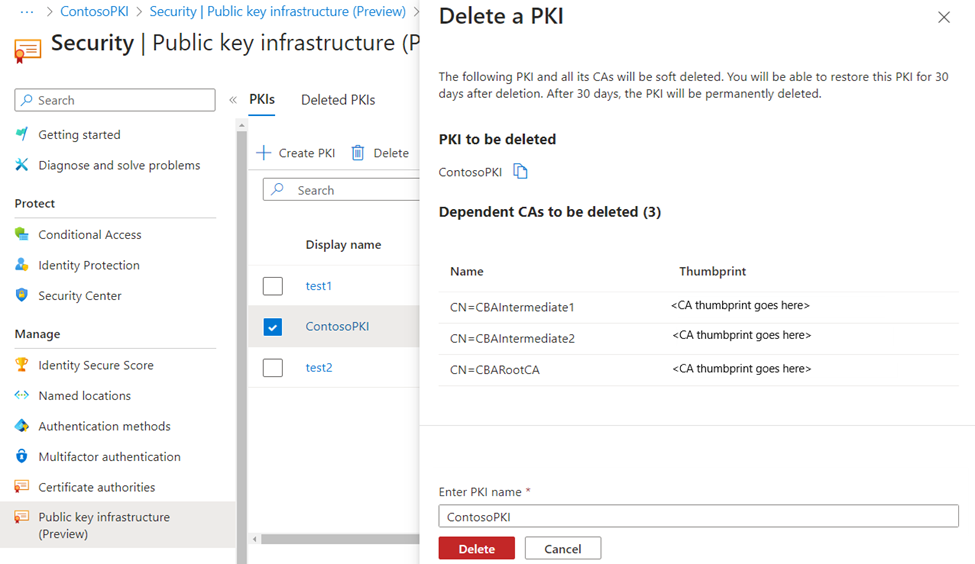 ··· > ContosoPKI > Security | Public key infrastructure (Preview) >
Security | Public key infrastructure (P
Search
«
Getting started
Diagnose and solve problems
Protect
Conditional Access
Identity Protection
Security Center
Manage
Identity Secure Score
Named locations
Authentication methods
Multifactor authentication
Certificate authorities
Public key infrastructure
(Preview)
PKIs Deleted PKIs
Create PKI Delete
Search
Display name
test1
ContosoPKI
test2
Delete a PKI
The following PKI and all its CAs will be soft deleted. You will be able to restore this PKI for 30
days after deletion. After 30 days, the PKI will be permanently deleted.
PKI to be deleted
ContosoPKI
Dependent CAs to be deleted (3)
Name Thumbprint
CN=CBAIntermediate1 <CA thumbprint goes here>
CN=CBAIntermediate2 <CA thumbprint goes here>
CN=CBARootCA <CA thumbprint goes here>
Enter PKI name *
ContosoPKI
Delete Cancel